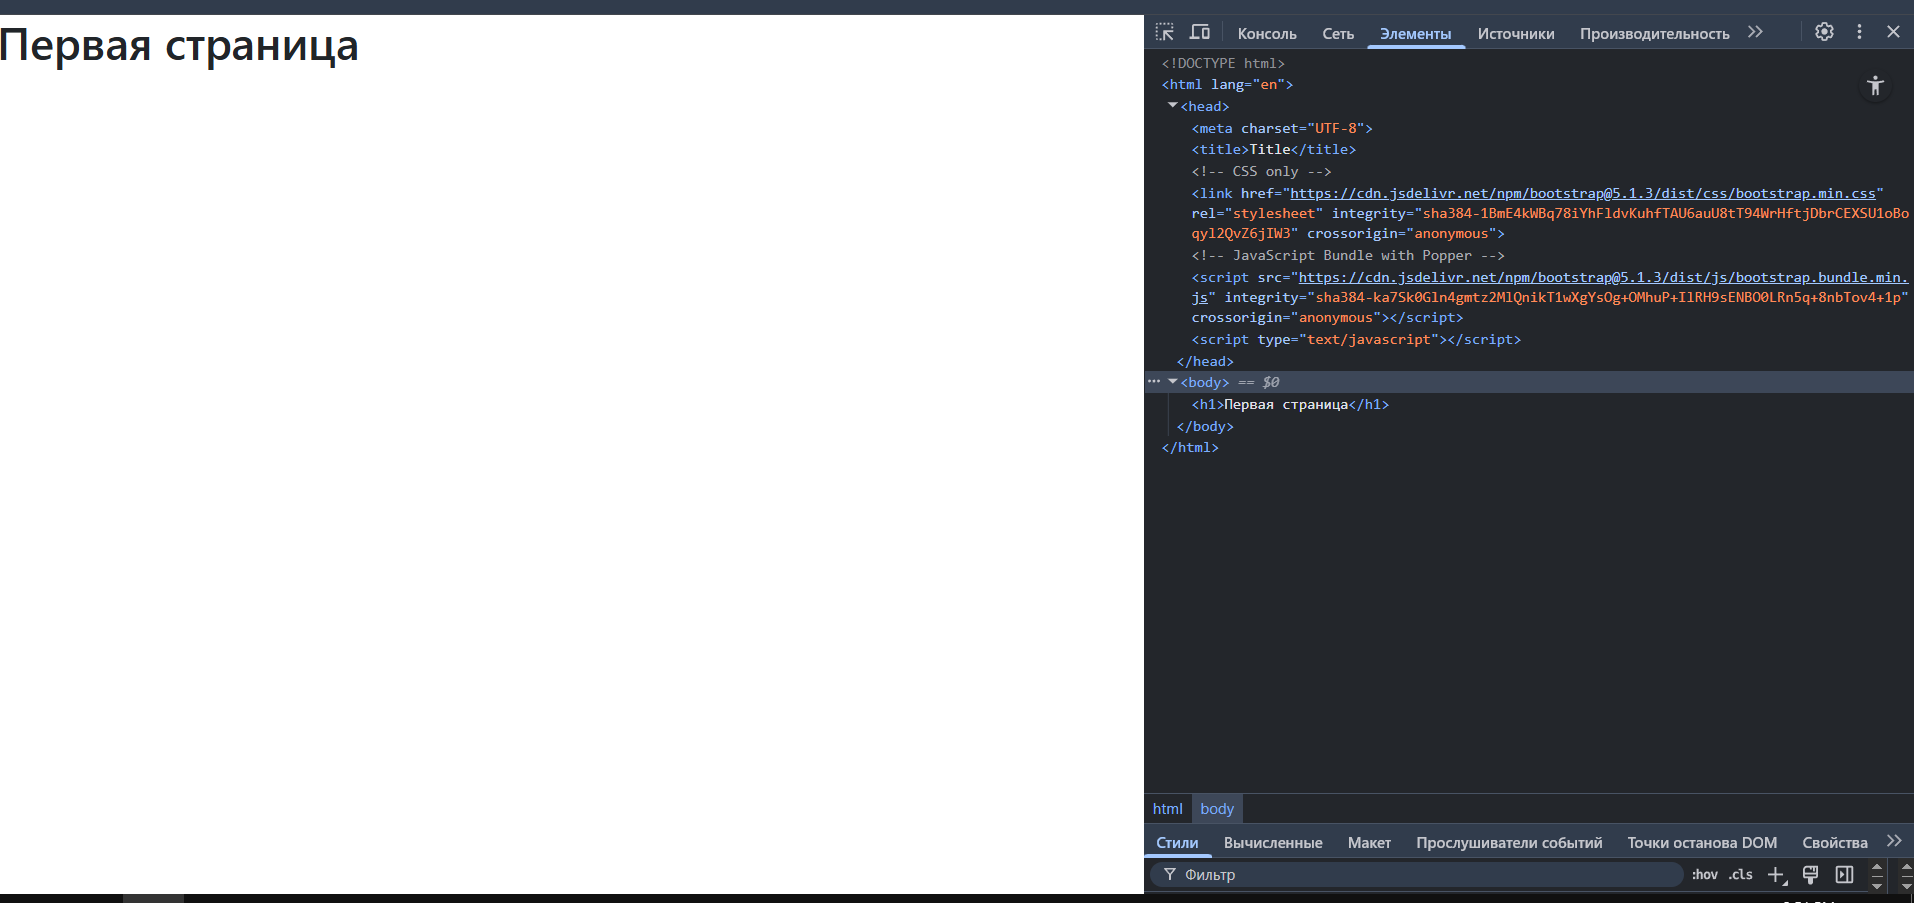 Первая страница
Консоль Сеть Элементы Источники Производительность
<!DOCTYPE html>
<html lang="en">
<head>
<meta charset="UTF-8">
<title>Title</title>
<!-- CSS only -->
<link href="https://cdn.jsdelivr.net/npm/bootstrap@5.1.3/dist/css/bootstrap.min.css"
rel="stylesheet" integrity="sha384-1BmE4kWBq78iYhFldvKuhfTAU6auU8tT94WrHftjDbrCEXSU1oBo
qyl2QvZ6jIW3" crossorigin="anonymous">
<!-- JavaScript Bundle with Popper -->
<script src="https://cdn.jsdelivr.net/npm/bootstrap@5.1.3/dist/js/bootstrap.bundle.min.
js" integrity="sha384-ka7Sk0Gln4gmtz2MlQnikT1wXgYsOg+OMhuP+IlRH9sENBO0LRn5q+8nbTov4+1p"
crossorigin="anonymous"></script>
<script type="text/javascript"></script>
</head>
<body> == $0
<h1>Первая страница</h1>
</body>
</html>
html body
Стили Вычисленные Макет Прослушиватели событий Точки останова DOM Свойства
Фильтр :hov .cls